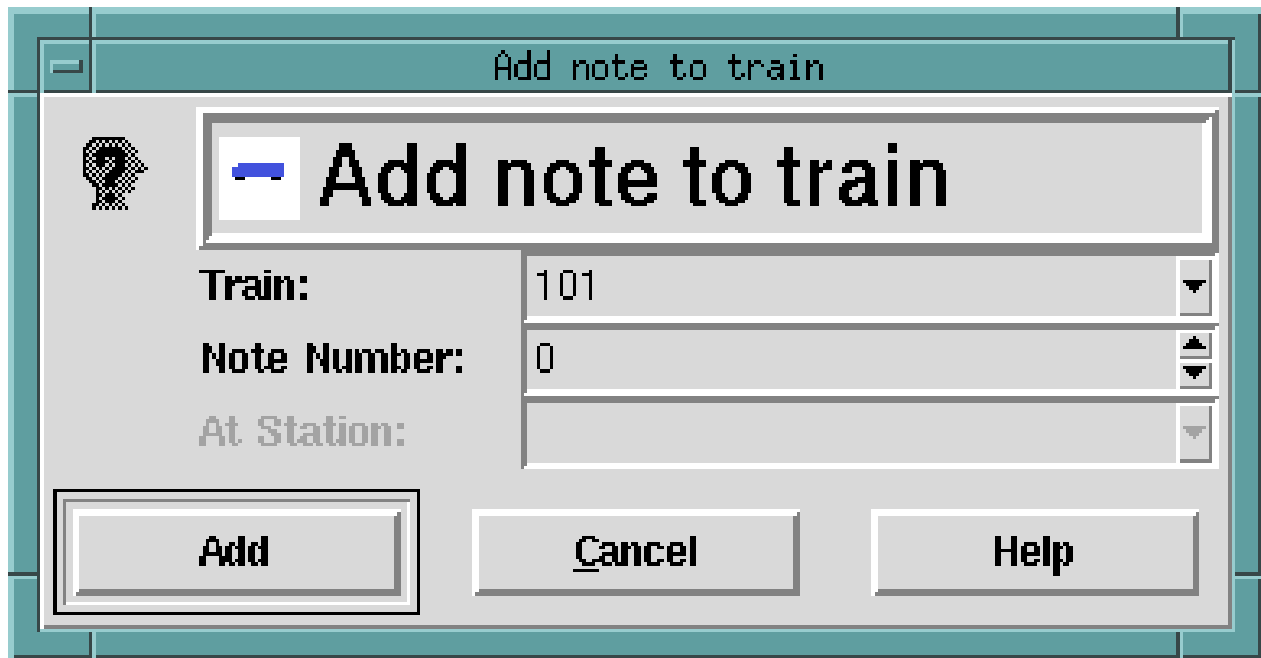 Add note to train
Add note to train
Train: 101
Note Number: 0
At Station:
Add Cancel Help